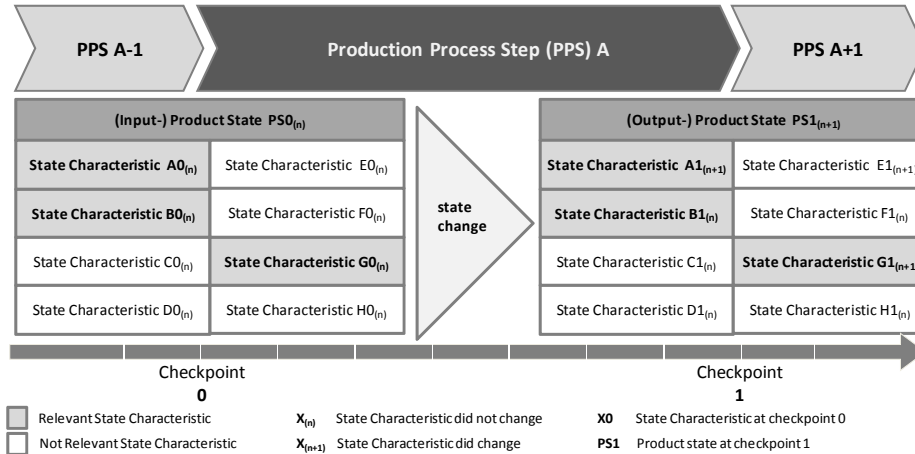 PPS A-1
Production Process Step (PPS) A
PPS A+1
(Input-) Product State PS0(n)
(Output-) Product State PS1(n+1)
State Characteristic A0(n)
State Characteristic E0(n)
State Characteristic A1(n+1)
State Characteristic E1(n+1)
State Characteristic B0(n)
State Characteristic F0(n)
state
change
State Characteristic B1(n)
State Characteristic F1(n)
State Characteristic C0(n)
State Characteristic G0(n)
State Characteristic C1(n)
State Characteristic G1(n+1
State Characteristic D0(n)
State Characteristic H0(n)
State Characteristic D1(n)
State Characteristic H1(n)
Checkpoint
0
Checkpoint
1
Relevant State Characteristic
X(n) State Characteristic did not change
X0 State Characteristic at checkpoint 0
Not Relevant State Characteristic
X(n+1) State Characteristic did change
PS1 Product state at checkpoint 1